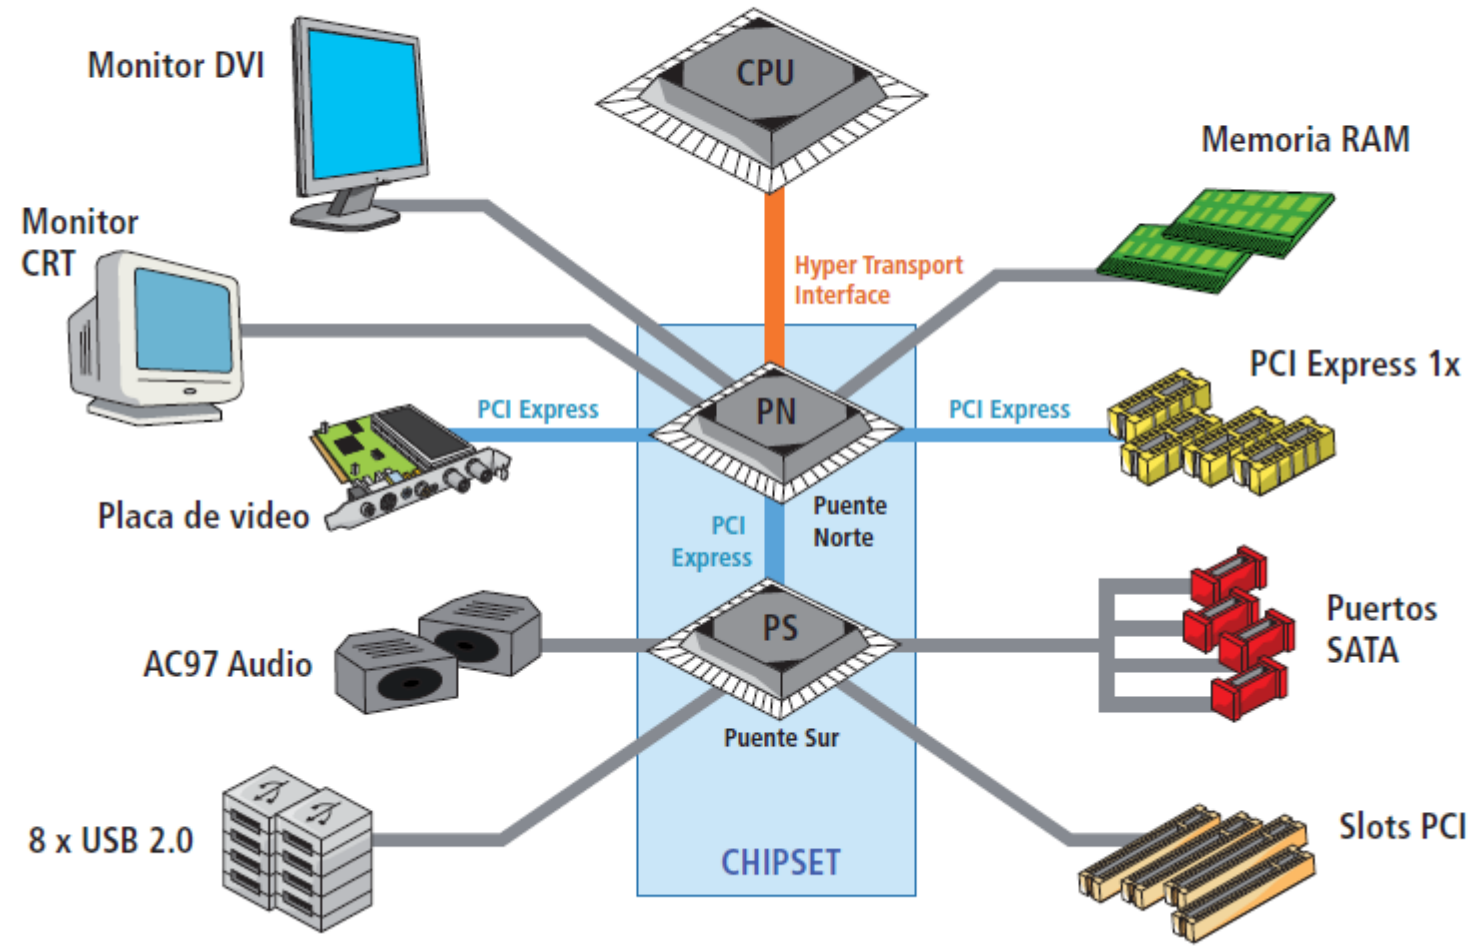 Monitor DVI
CPU
Memoria RAM
Monitor
CRT
Hyper Transport
Interface
PCI Express 1x
PCI Express
PN
PCI Express
Placa de video
Puente
Norte
PCI
Express
AC97 Audio
PS
Puertos
SATA
Puente Sur
8 x USB 2.0
CHIPSET
Slots PCI